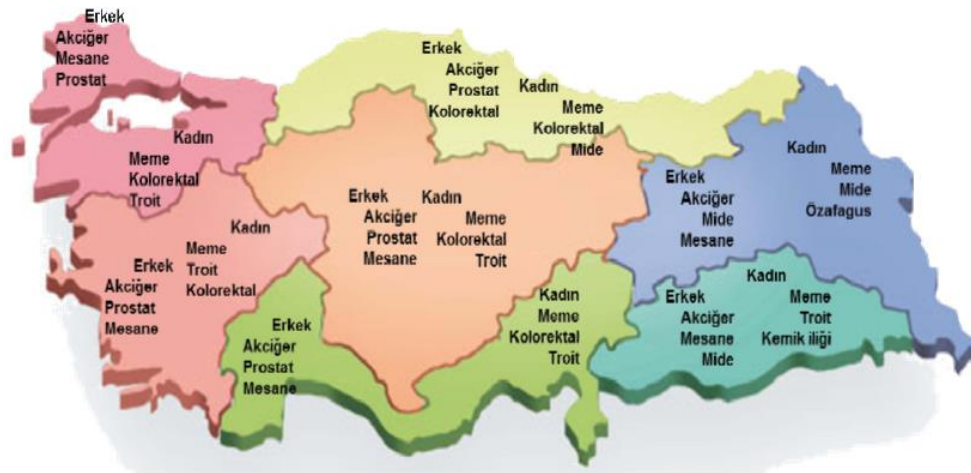 Erkek
Akciğer
Mesane
Prostat
Kadın
Meme
Kolorektal
Troit
Erkek
Akciğer
Prostat
Kolorektal
Kadın
Meme
Kolorektal
Mide
Kadın
Meme
Troit
Kolorektal
Erkek
Akciğer
Prostat
Mesane
Erkek
Akciğer
Prostat
Mesane
Kadın
Meme
Kolorektal
Troit
Erkek
Akciğer
Mide
Mesane
Kadın
Meme
Mide
Özafagus
Erkek
Akciğer
Prostat
Mesane
Kadın
Meme
Kolorektal
Troit
Erkek
Akciğer
Mesane
Mide
Kadın
Meme
Troit
Kemik iliği